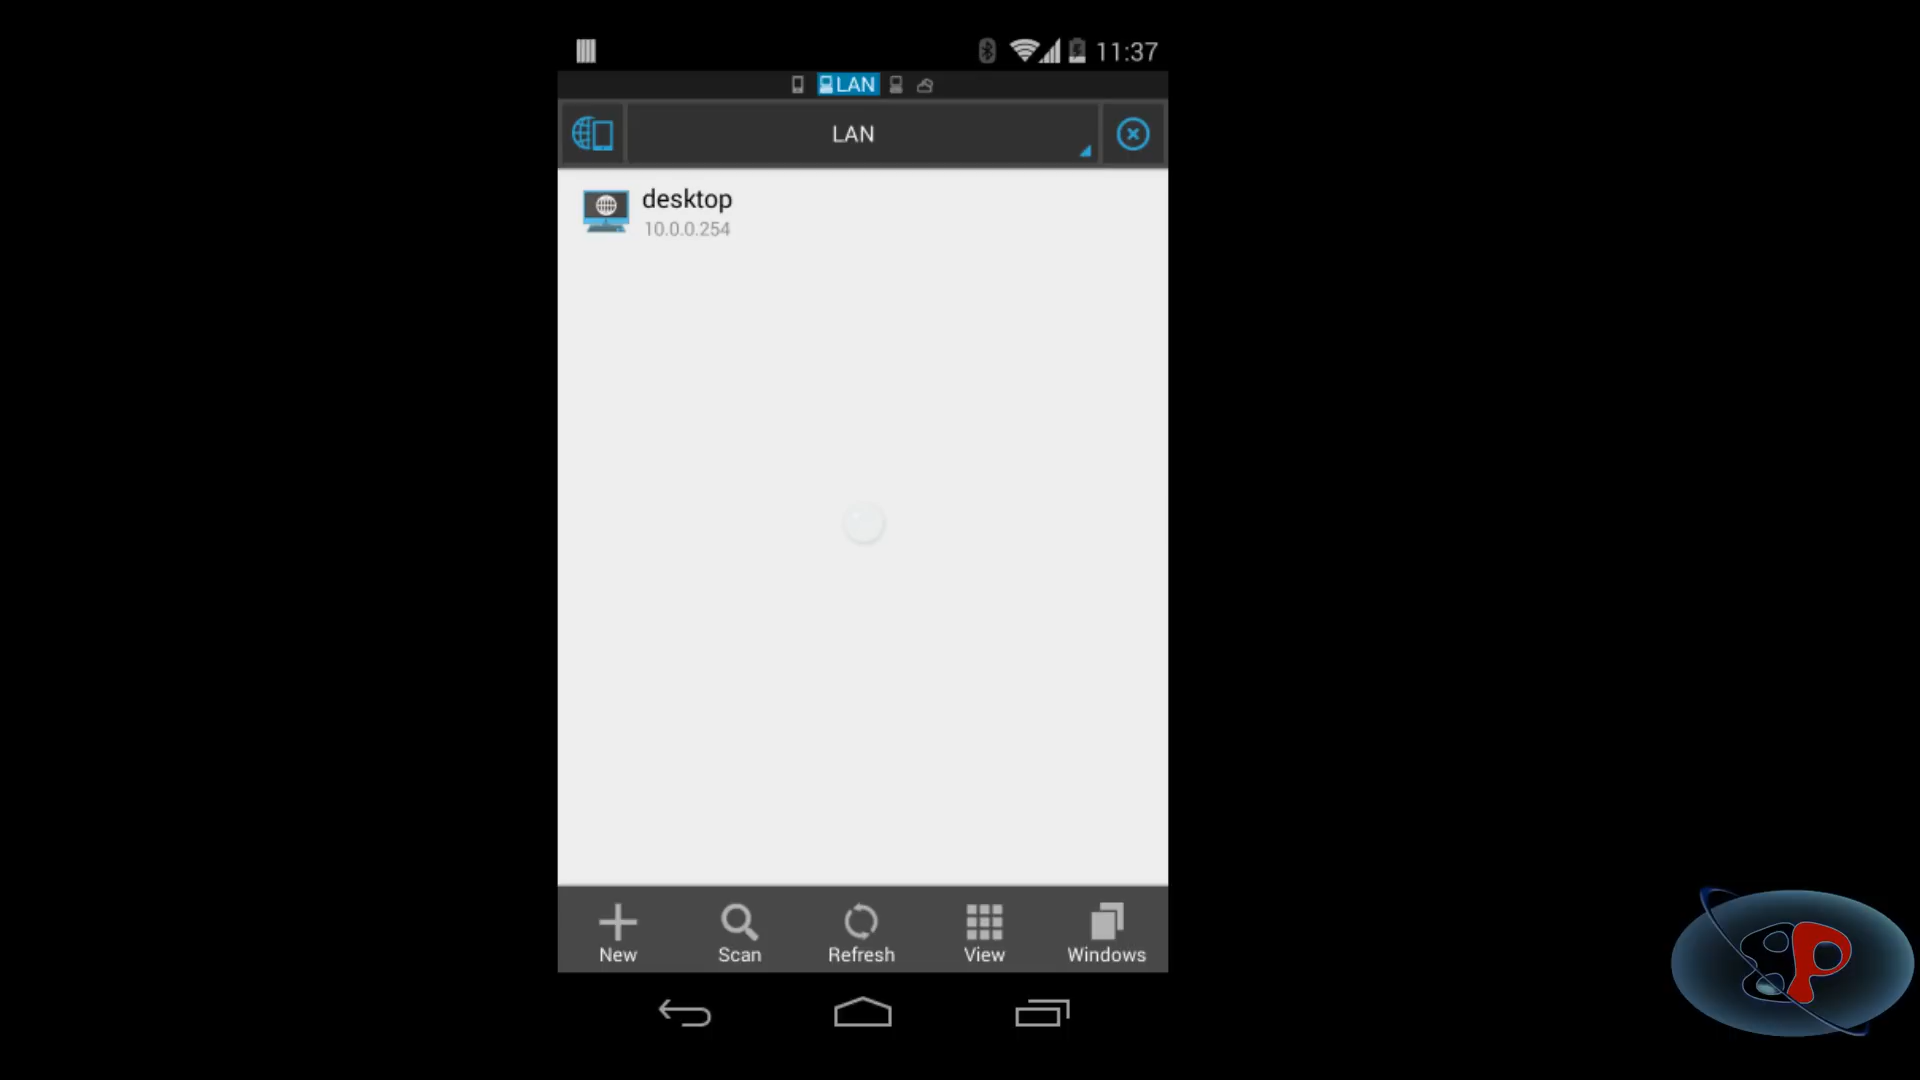 11:37
LAN
LAN
desktop
10.0.0.254
New
Scan
Refresh
View
Windows